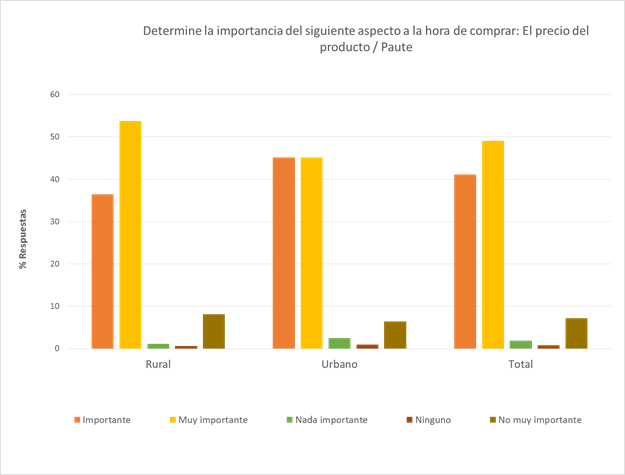 Determine la importancia del siguiente aspecto a la hora de comprar: El precio del
producto / Paute
% Respuestas
60
50
40
30
20
10
0
Rural
Urbano
Total
Importante
Muy importante
Nada importante
Ninguno
No muy importante